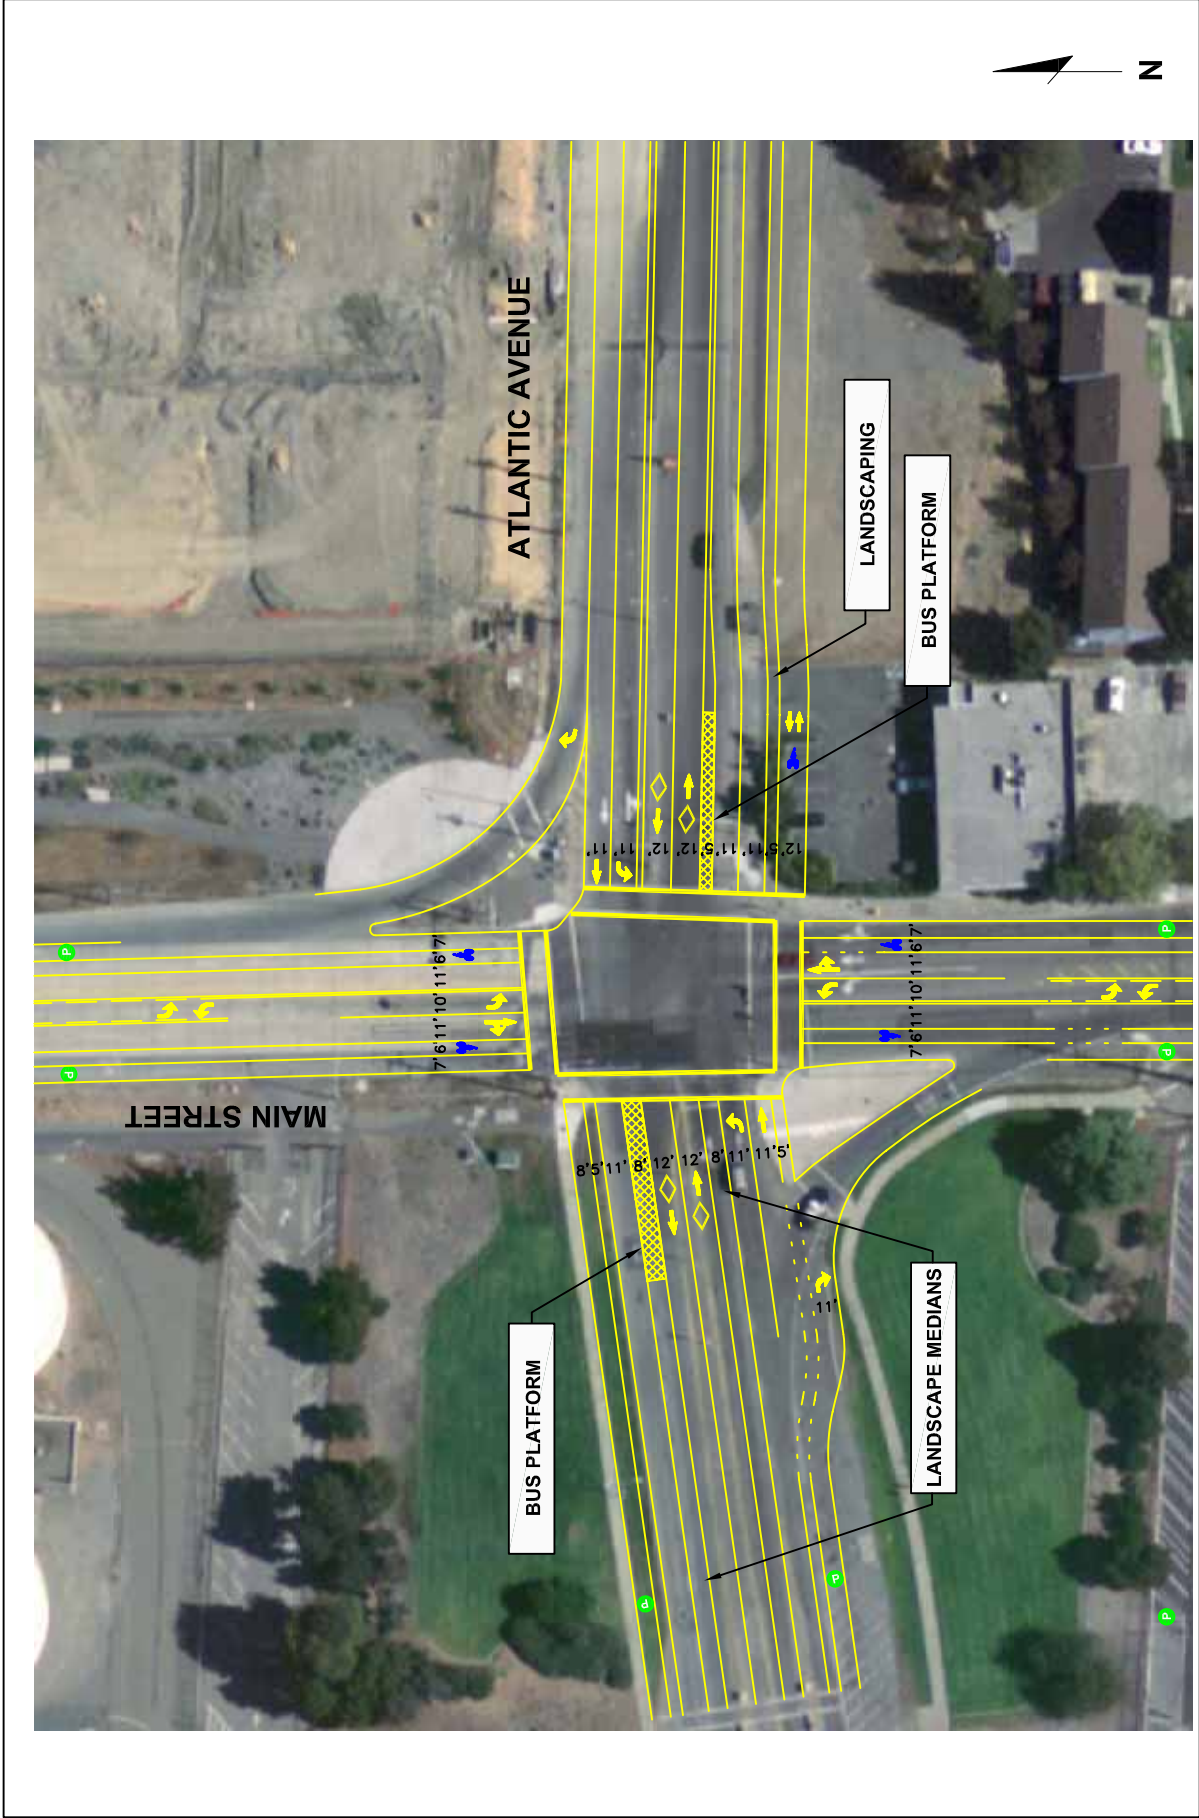 N
ATLANTIC AVENUE
LANDSCAPING
BUS PLATFORM
11' 11' 12' 12' 5' 11' 11' 5' 12'
P
P
7' 6' 11' 10' 11' 6' 7'
MAIN STREET
7' 6' 11' 10' 11' 6' 7'
P
P
8' 5' 11' 8' 12' 12' 8' 11' 11' 5'
11'
BUS PLATFORM
LANDSCAPE MEDIANS
P
P
P